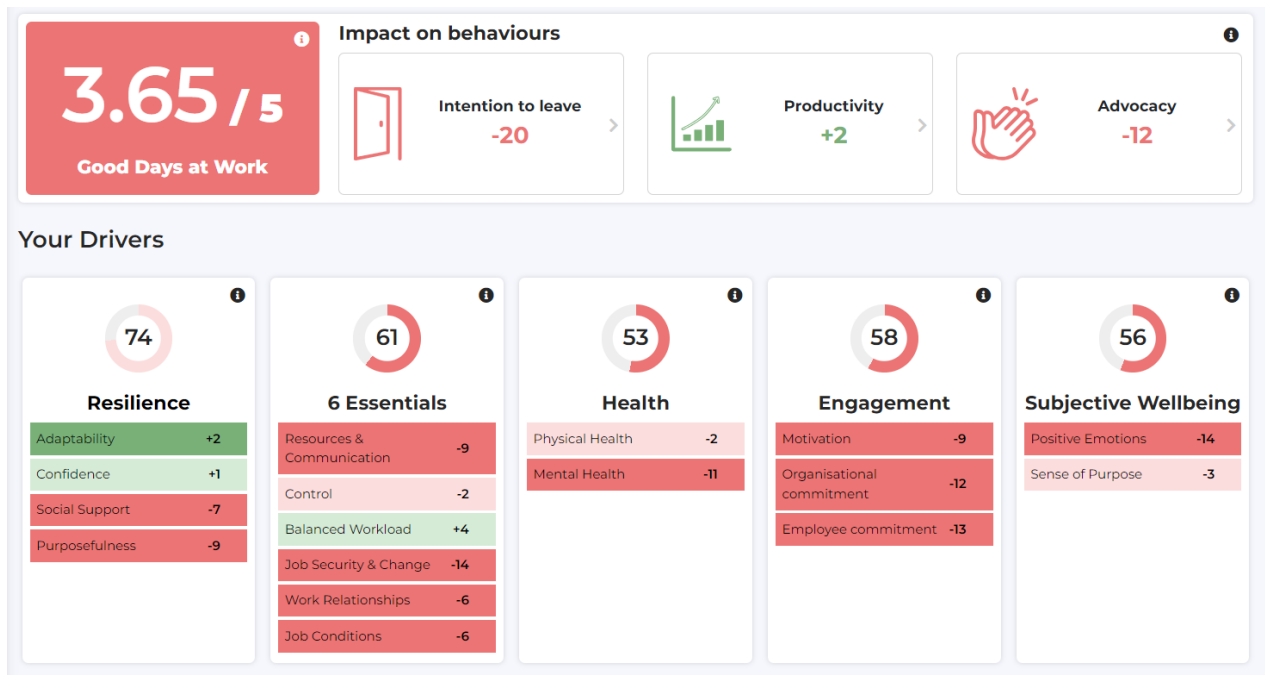 Impact on behaviours
3.65 / 5
Good Days at Work
Intention to leave
-20
Productivity
+2
Advocacy
-12
Your Drivers
74
Resilience
Adaptability +2
Confidence +1
Social Support -7
Purposefulness -9
61
6 Essentials
Resources &
Communication -9
Control -2
Balanced Workload +4
Job Security & Change -14
Work Relationships -6
Job Conditions -6
53
Health
Physical Health -2
Mental Health -11
58
Engagement
Motivation -9
Organisational
commitment -12
Employee commitment -13
56
Subjective Wellbeing
Positive Emotions -14
Sense of Purpose -3